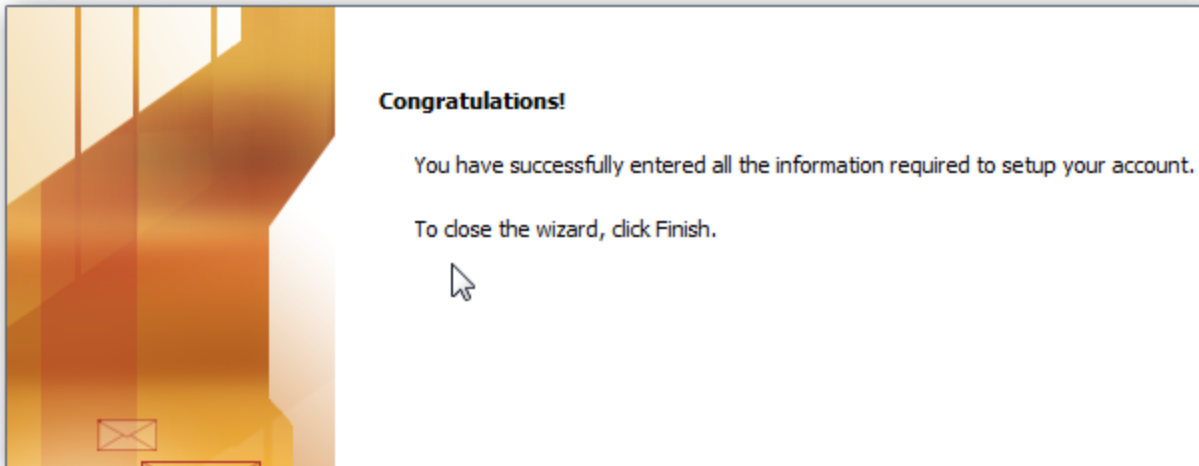 Congratulations!
You have successfully entered all the information required to setup your account.
To close the wizard, click Finish.